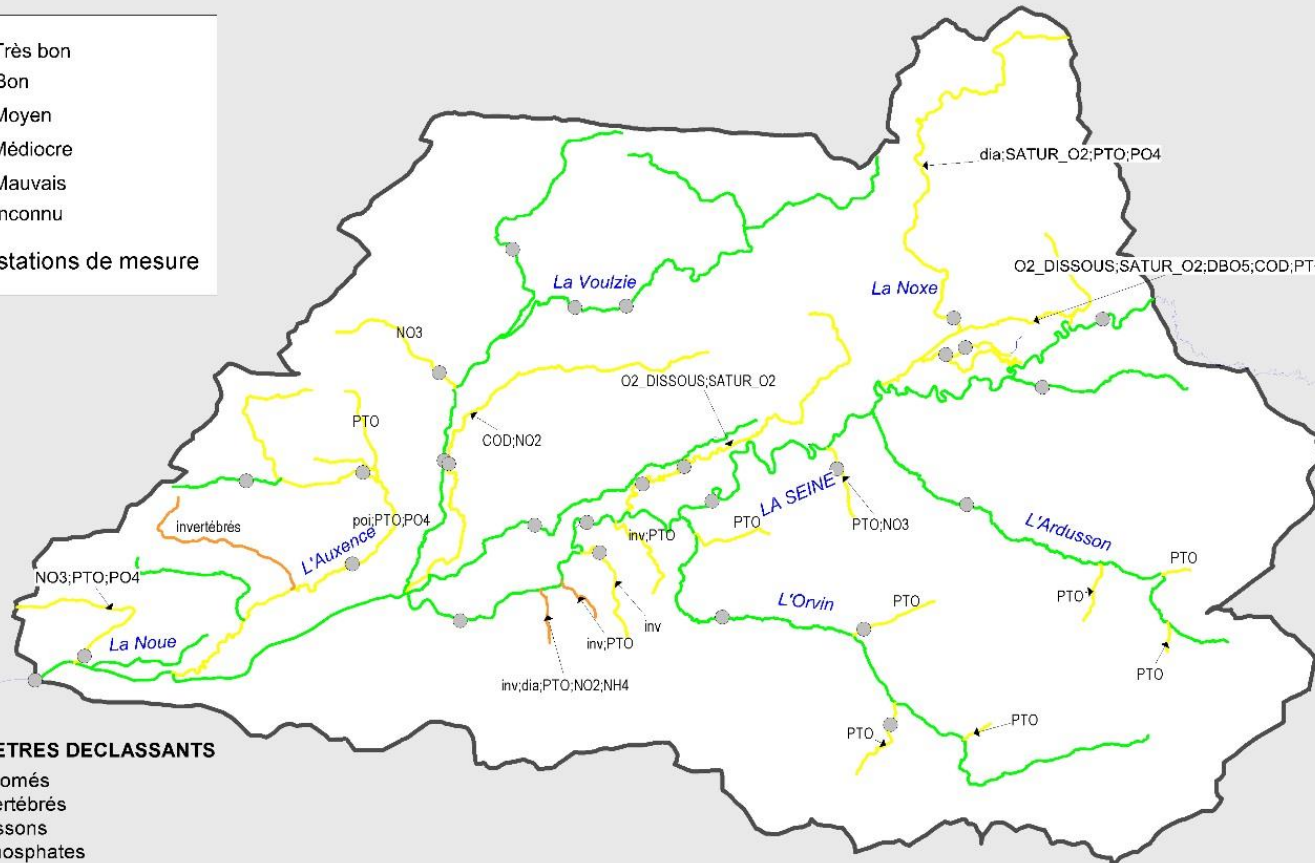 Très bon
Bon
Moyen
Médiocre
Mauvais
Inconnu
stations de mesure
dia;SATUR_O2;PTO;PO4
O2_DISSOUS;SATUR_O2;DBO5;COD;PT
La Voulzie
La Noxe
NO3
O2_DISSOUS;SATUR_O2
PTO
COD;NO2
LA SEINE
invertébrés
poi;PTO;PO4
L'Auxence
inv;PTO
PTO
PTO;NO3
L'Ardusson
PTO
NO3;PTO;PO4
PTO
L'Orvin
PTO
La Noue
inv;PTO
inv
PTO
inv;dia;PTO;NO2;NH4
PTO
PTO
ETRES DECLASSANTS
omés
ertébrés
ssons
hosphates